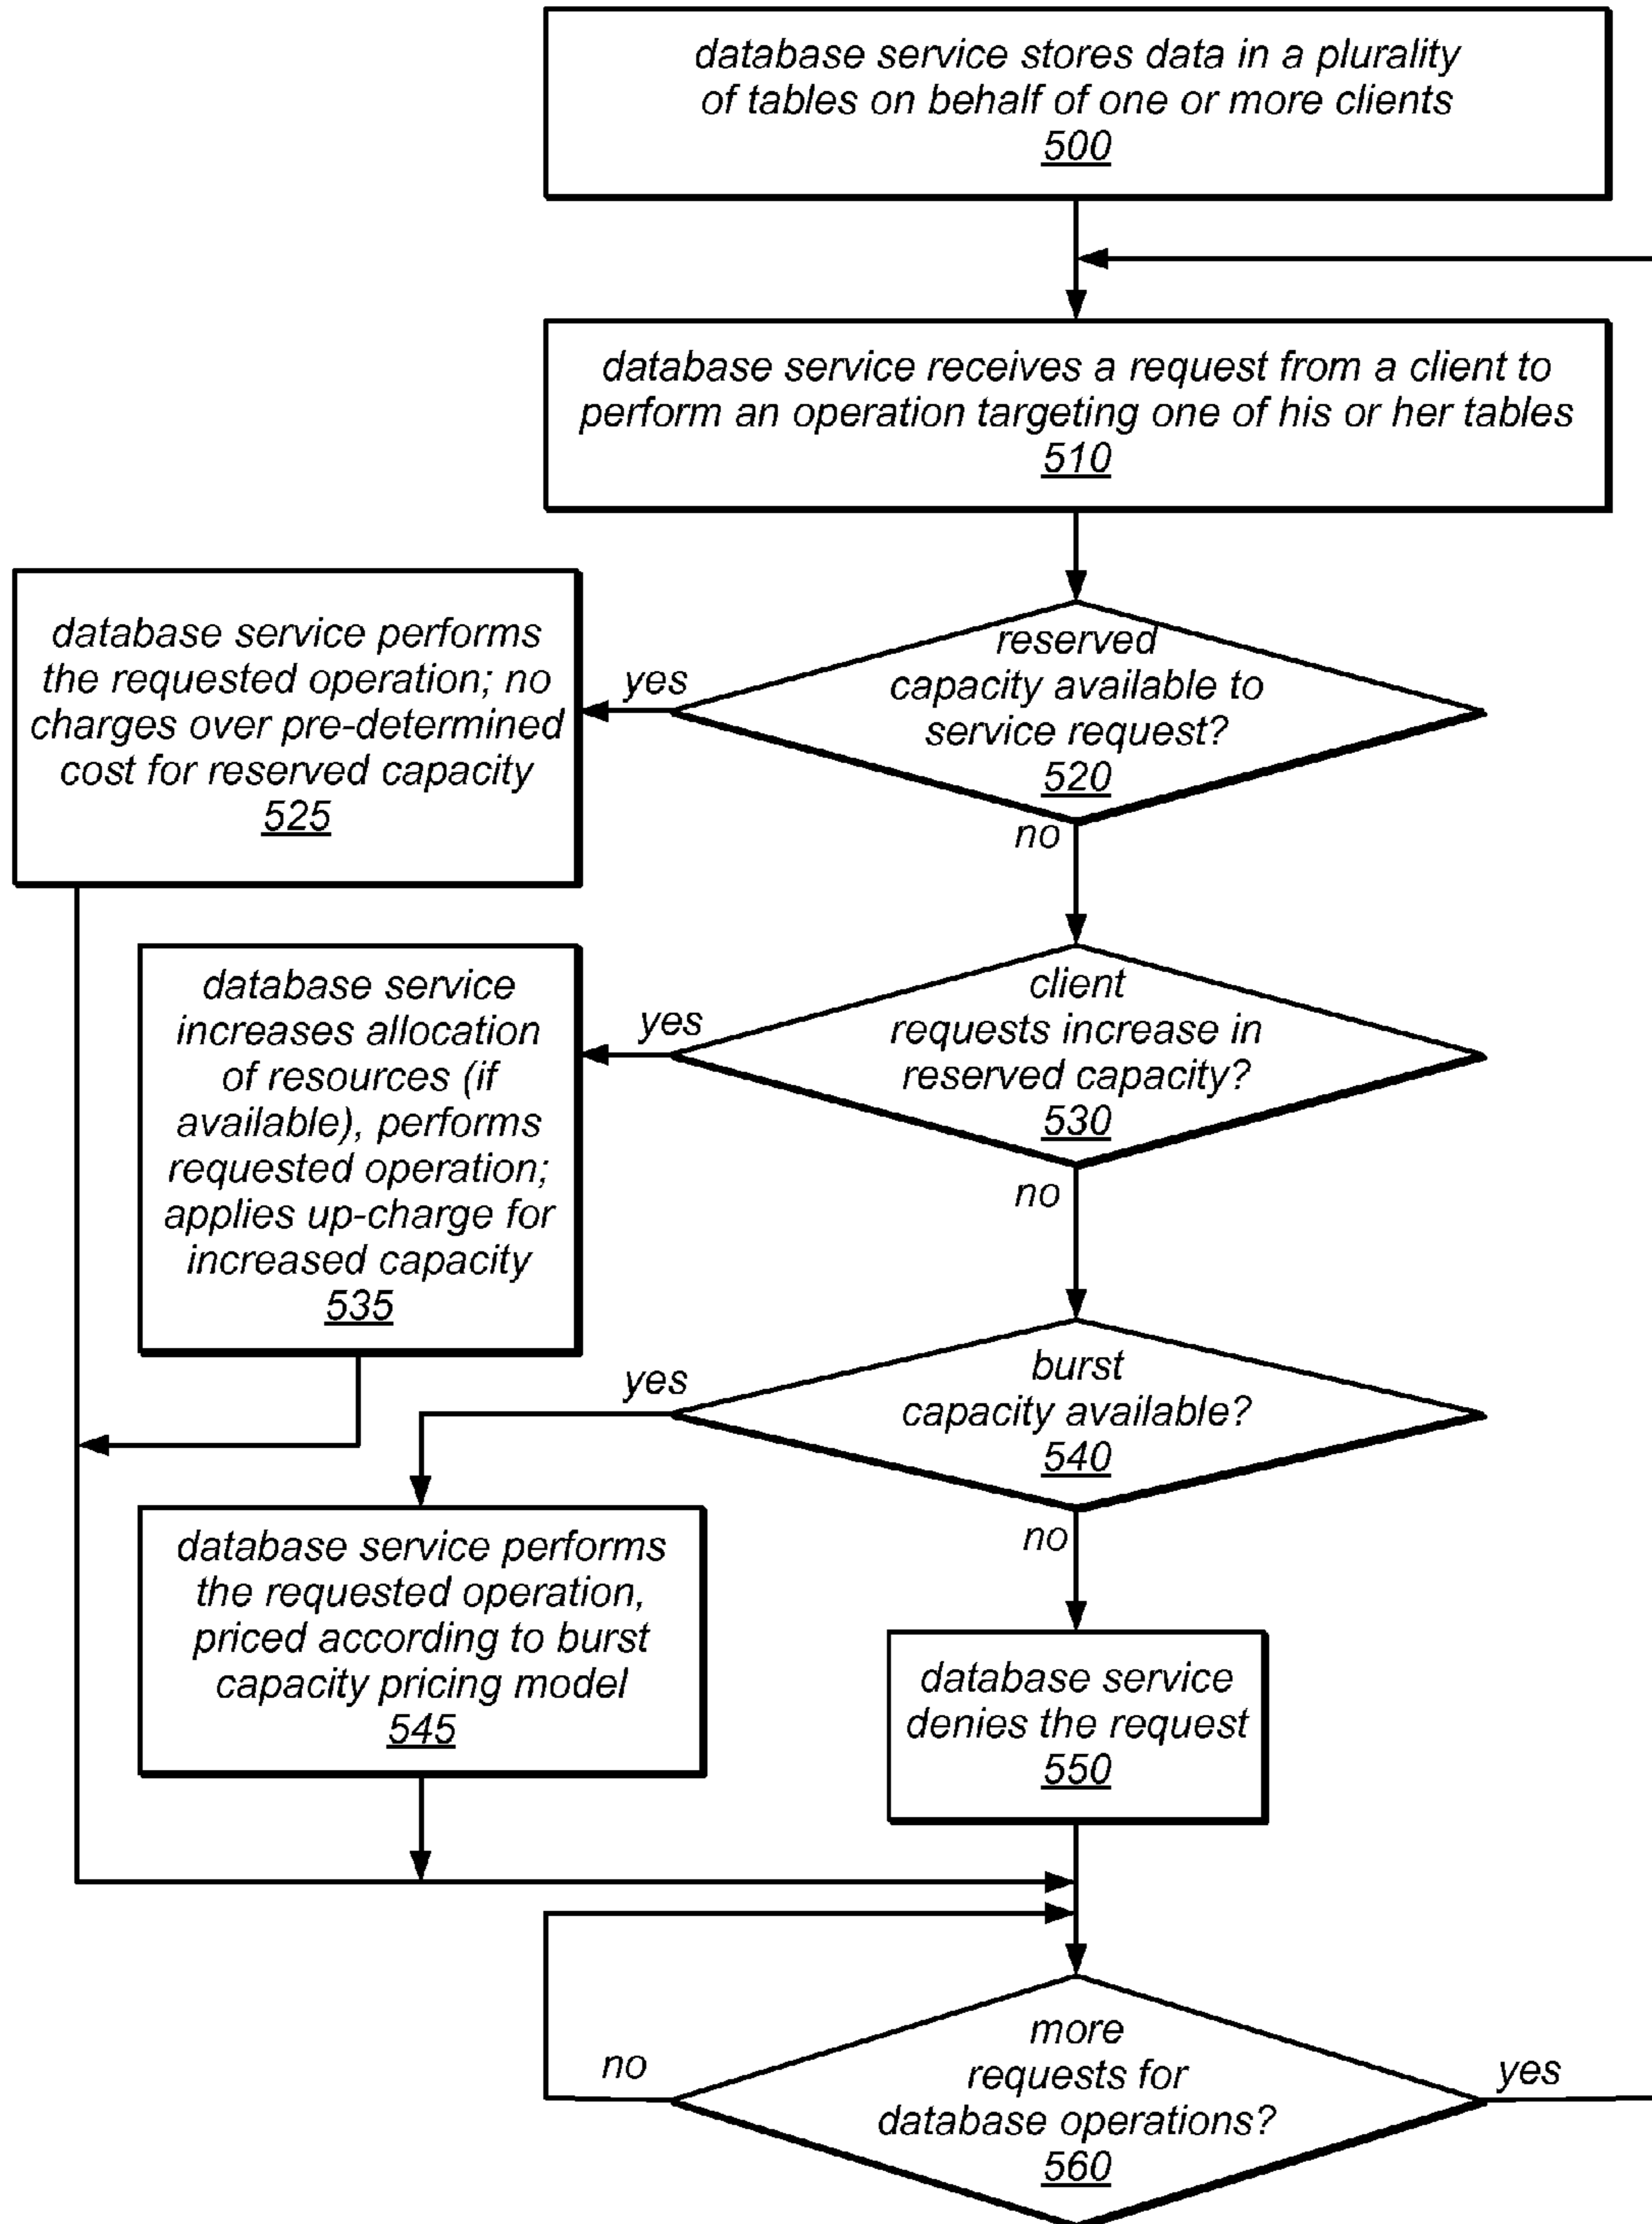 database service stores data in a plurality
of tables on behalf of one or more clients
500
database service receives a request from a client to
perform an operation targeting one of his or her tables
510
reserved
capacity available to
service request?
520
yes
no
database service performs
the requested operation; no
charges over pre-determined
cost for reserved capacity
525
client
requests increase in
reserved capacity?
530
yes
no
database service
increases allocation
of resources (if
available), performs
requested operation;
applies up-charge for
increased capacity
535
burst
capacity available?
540
yes
no
database service performs
the requested operation,
priced according to burst
capacity pricing model
545
database service
denies the request
550
more
requests for
database operations?
560
no
yes